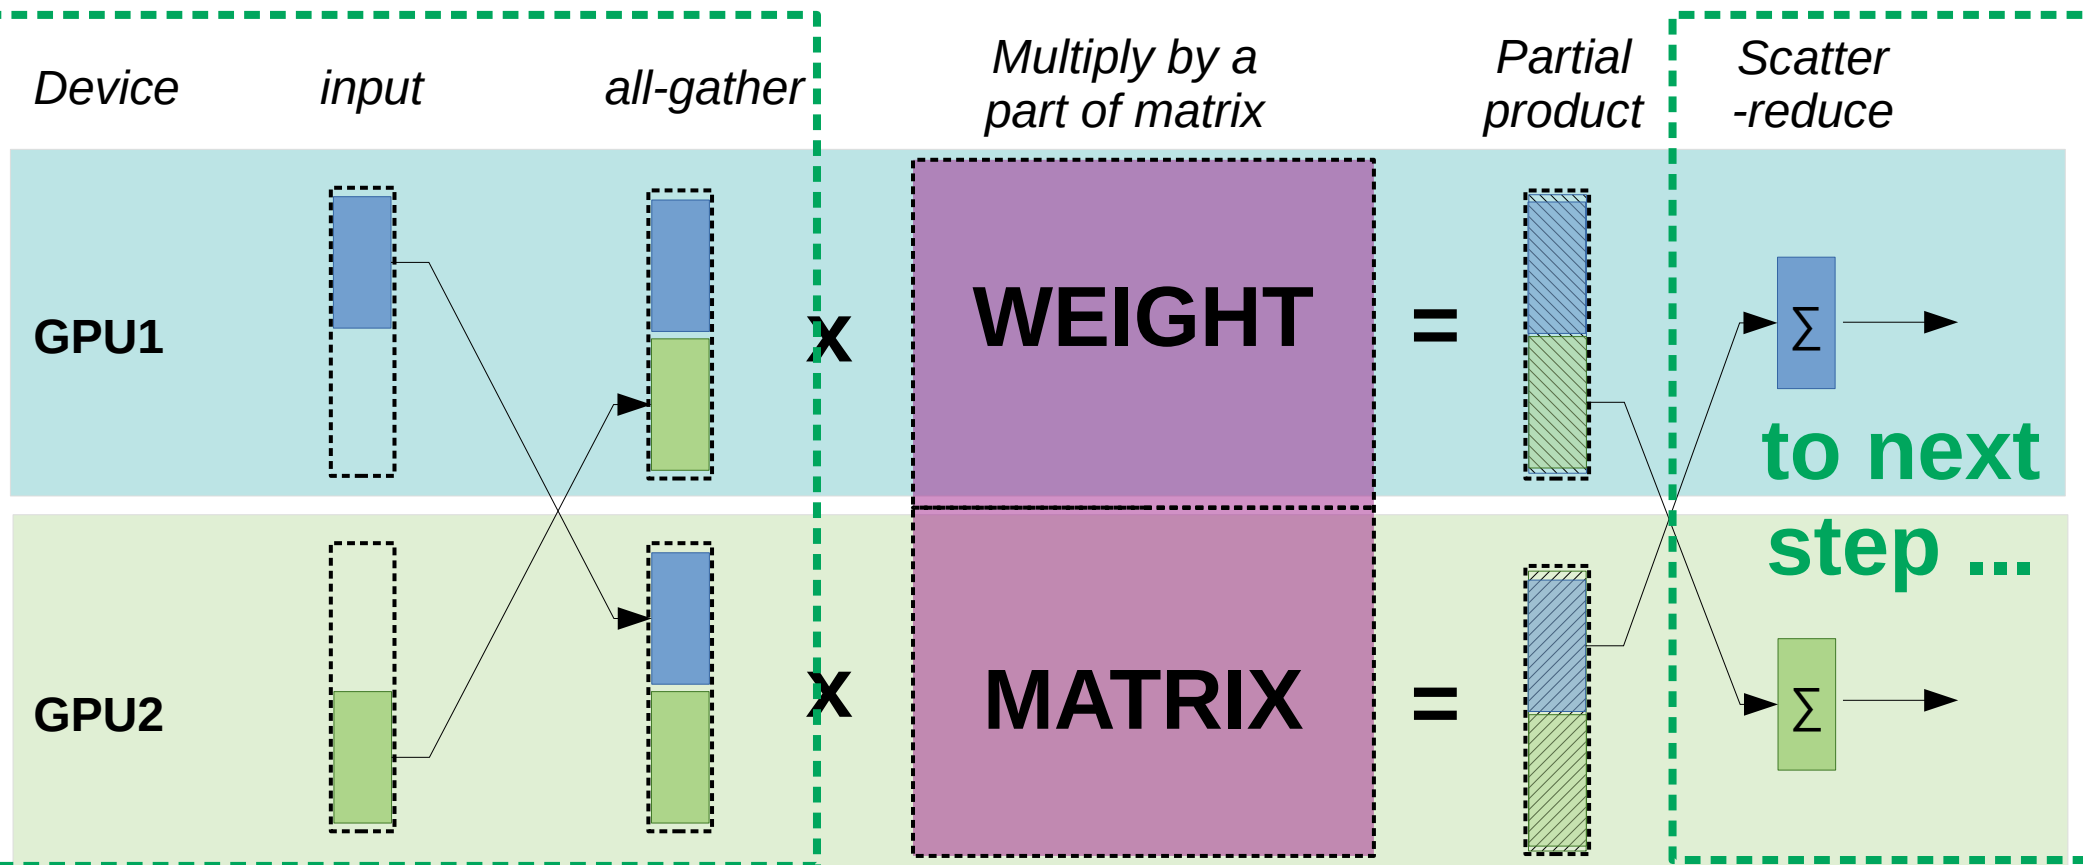 Device
input
all-gather
Multiply by a
part of matrix
Partial
product
Scatter
-reduce
GPU1
x
WEIGHT
=
∑
to next
step ...
GPU2
x
MATRIX
=
∑